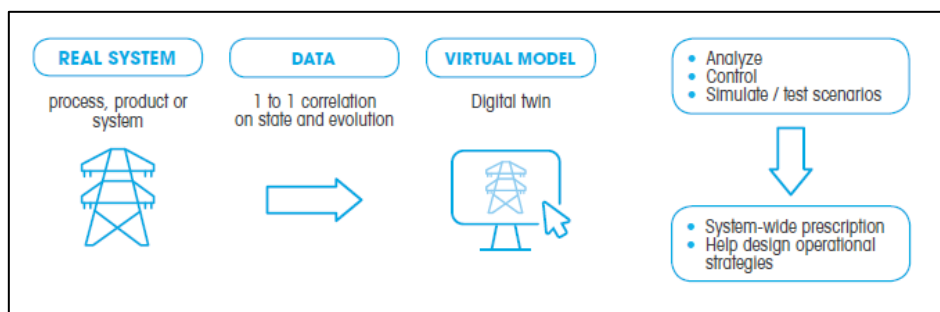 REAL SYSTEM
process, product or
system
DATA
1 to 1 correlation
on state and evolution
VIRTUAL MODEL
Digital twin
• Analyze
• Control
• Simulate / test scenarios
• System-wide prescription
• Help design operational
strategies